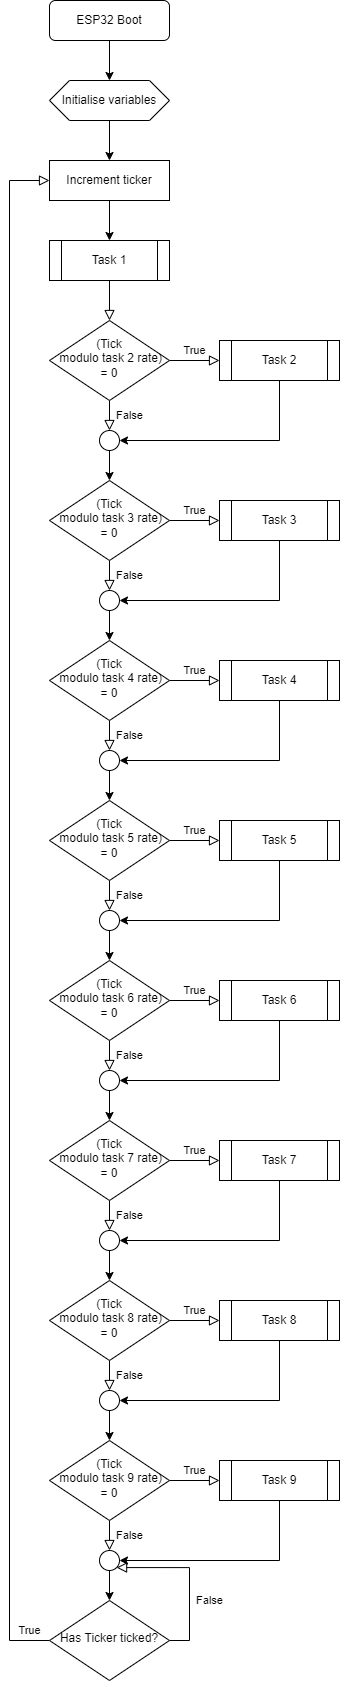 ESP32 Boot
Initialise variables
Increment ticker
Task 1
(Tick
modulo task 2 rate)
= 0
True
Task 2
False
(Tick
modulo task 3 rate)
= 0
True
Task 3
False
(Tick
modulo task 4 rate)
= 0
True
Task 4
False
(Tick
modulo task 5 rate)
= 0
True
Task 5
False
(Tick
modulo task 6 rate)
= 0
True
Task 6
False
(Tick
modulo task 7 rate)
= 0
True
Task 7
False
(Tick
modulo task 8 rate)
= 0
True
Task 8
False
(Tick
modulo task 9 rate)
= 0
True
Task 9
False
False
True
Has Ticker ticked?